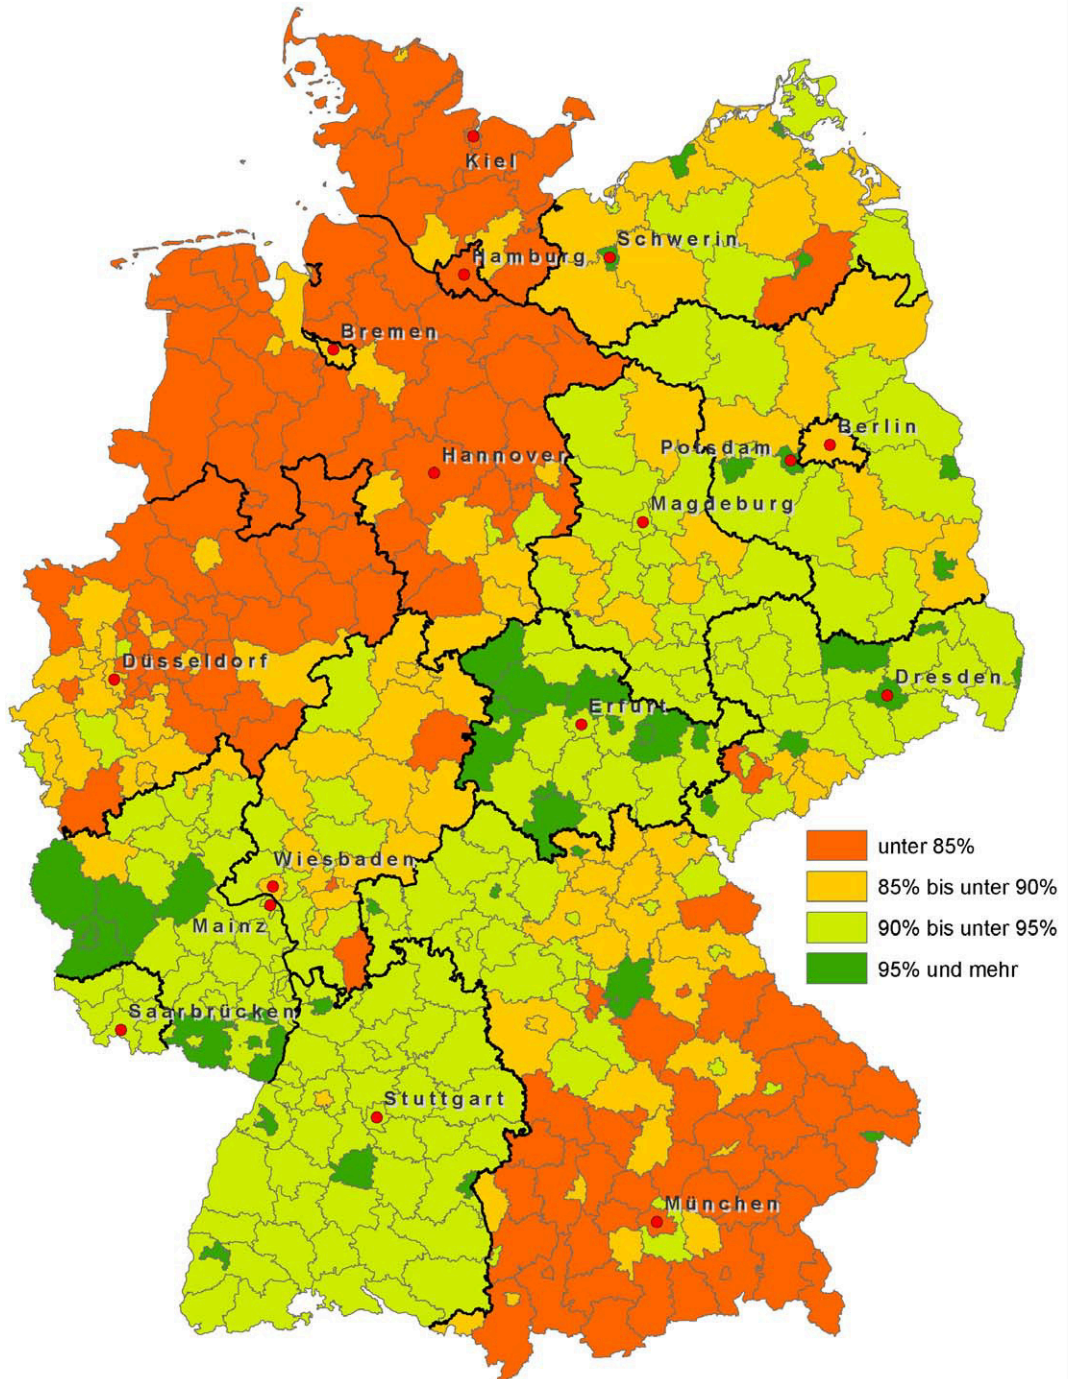 Kiel
Schwerin
Hamburg
Bremen
Berlin
Hannover
Potsdam
Magdeburg
Düsseldorf
Dresden
Erfurt
unter 85%
Wiesbaden
85% bis unter 90%
Mainz
90% bis unter 95%
95% und mehr
Saarbrücken
Stuttgart
München